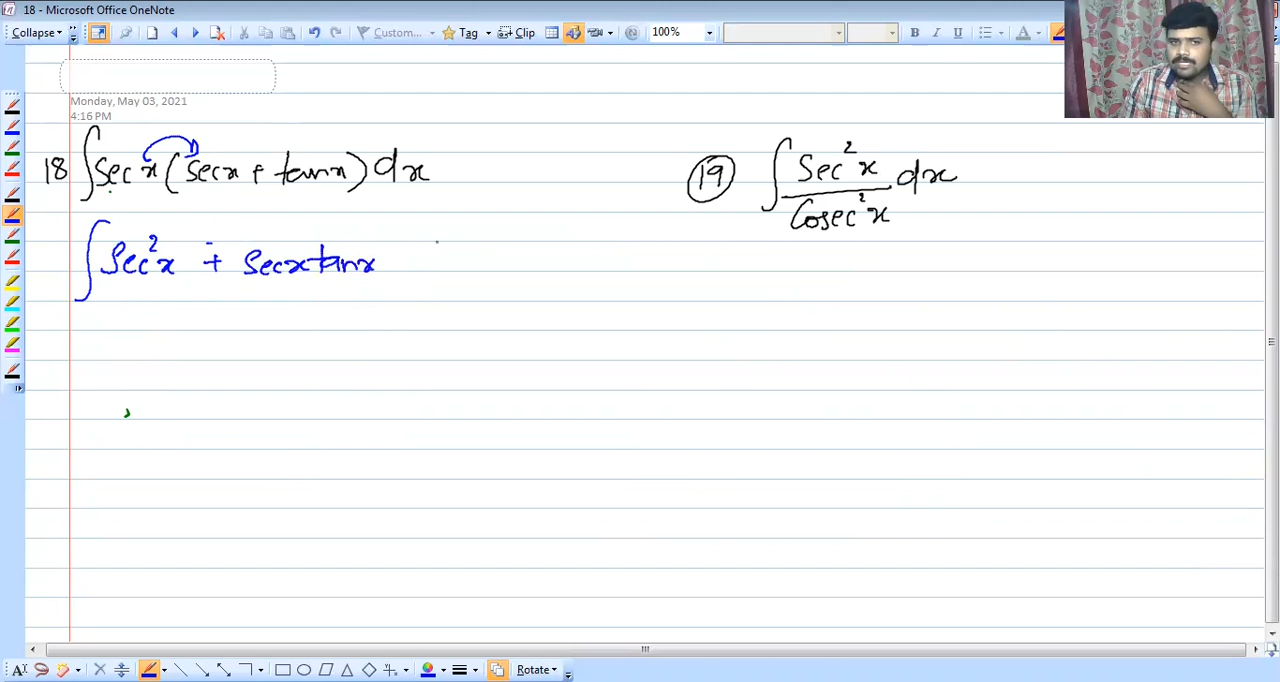 18 - Microsoft Office OneNote
Collapse Custom... Tag Clip 100% B I U A
Monday, May 03, 2021
4:16 PM
18 ∫ Sec x (Secx + tanx) dx
∫ Sec²x + Secx tanx
19 ∫ Sec²x / Cosec²x dx
Rotate